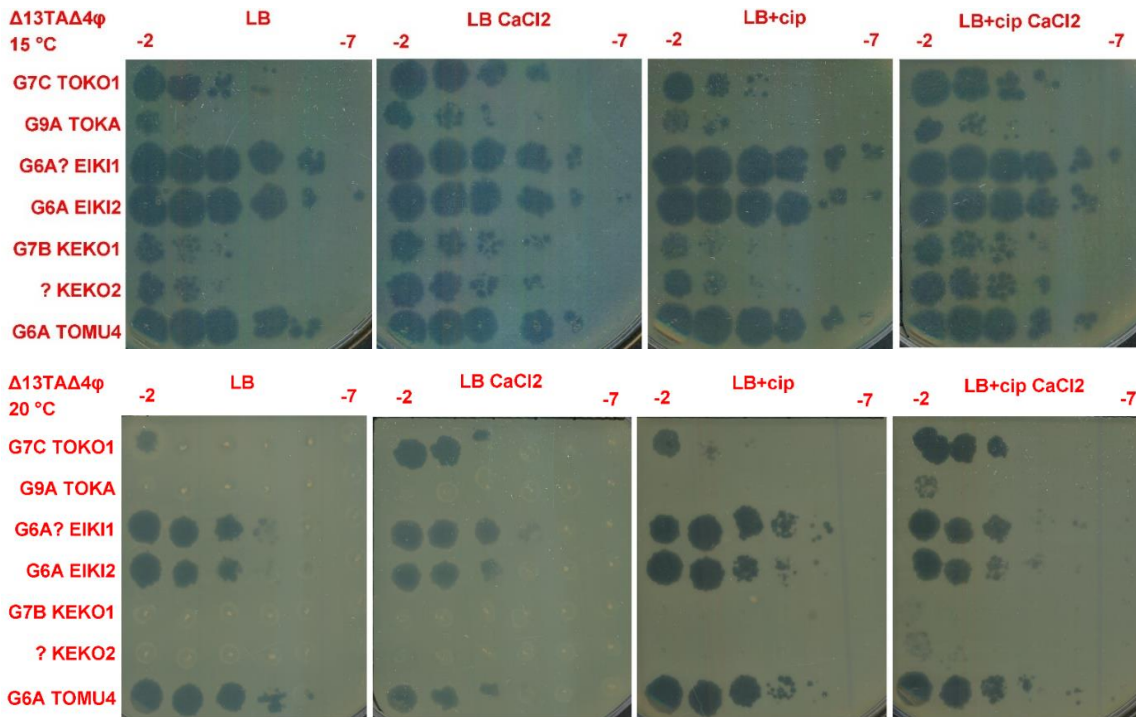 Δ13TAΔ4φ LB LB CaCl2 LB+cip LB+cip CaCl2
15 °C -2 -7 -2 -7 -2 -7 -2 -7
G7C TOKO1
G9A TOKA
G6A? EIKI1
G6A EIKI2
G7B KEKO1
? KEKO2
G6A TOMU4
Δ13TAΔ4φ LB LB CaCl2 LB+cip LB+cip CaCl2
20 °C -2 -7 -2 -7 -2 -7 -2 -7
G7C TOKO1
G9A TOKA
G6A? EIKI1
G6A EIKI2
G7B KEKO1
? KEKO2
G6A TOMU4